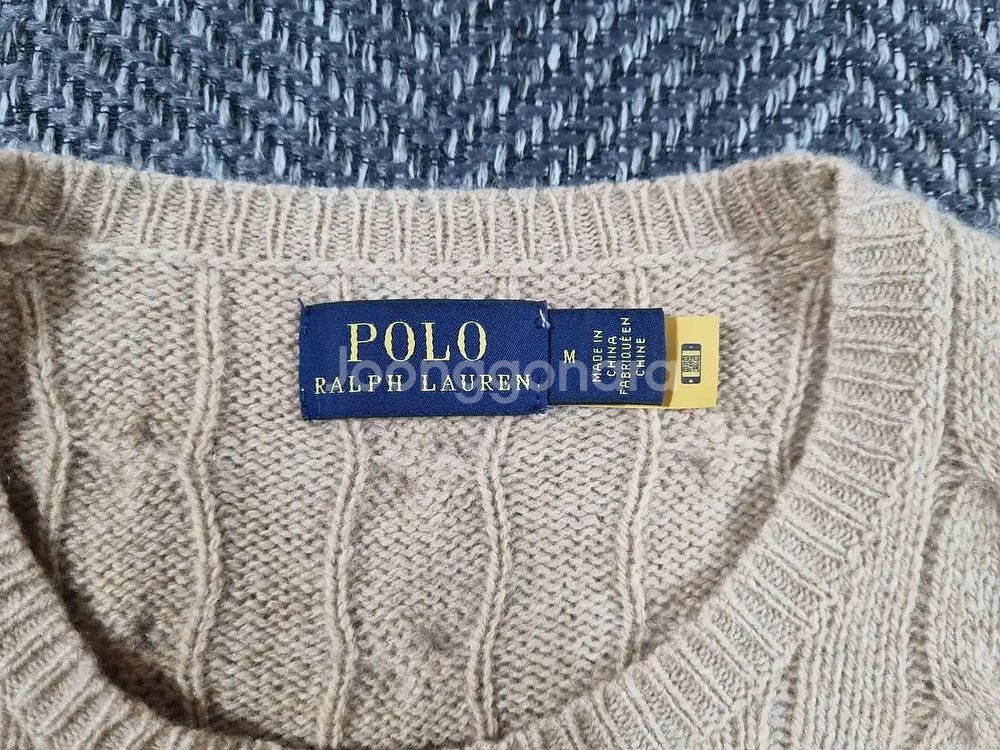 POLO
RALPH LAUREN
M
MADE IN
CHINA
FABRIQUÉ EN
CHINE